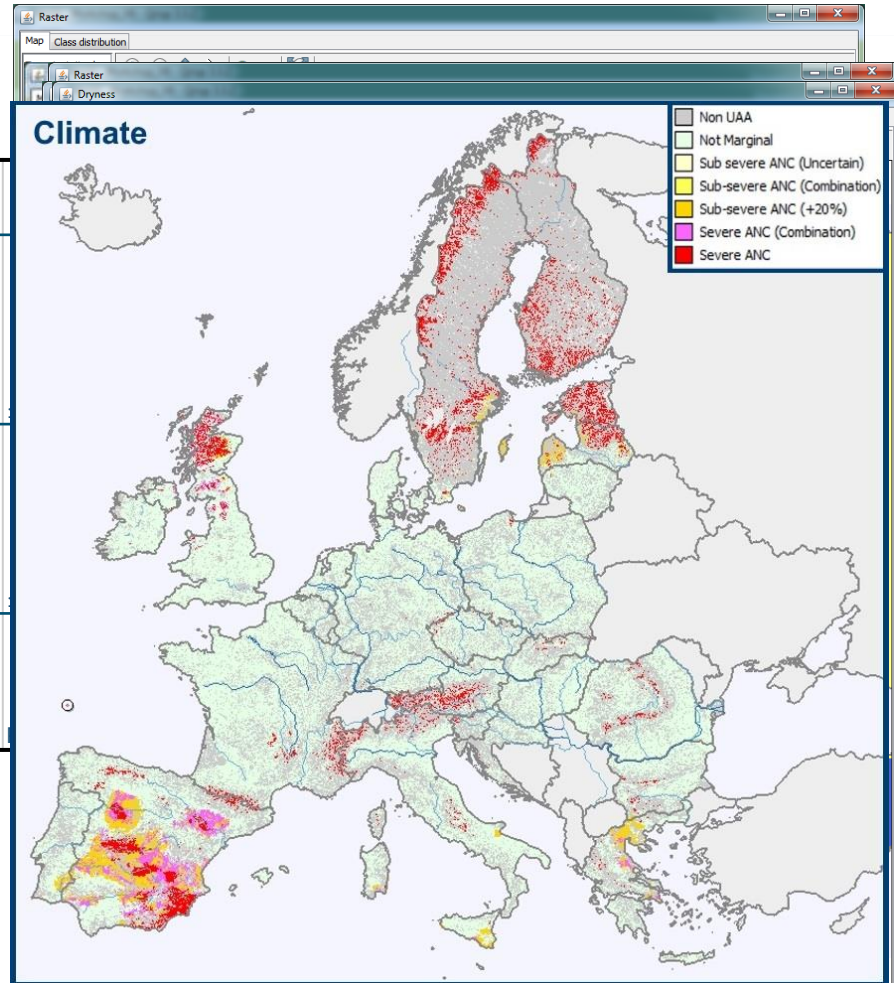 Raster
Map Class distribution
Raster
Dryness
Climate
Non UAA
Not Marginal
Sub severe ANC (Uncertain)
Sub-severe ANC (Combination)
Sub-severe ANC (+20%)
Severe ANC (Combination)
Severe ANC